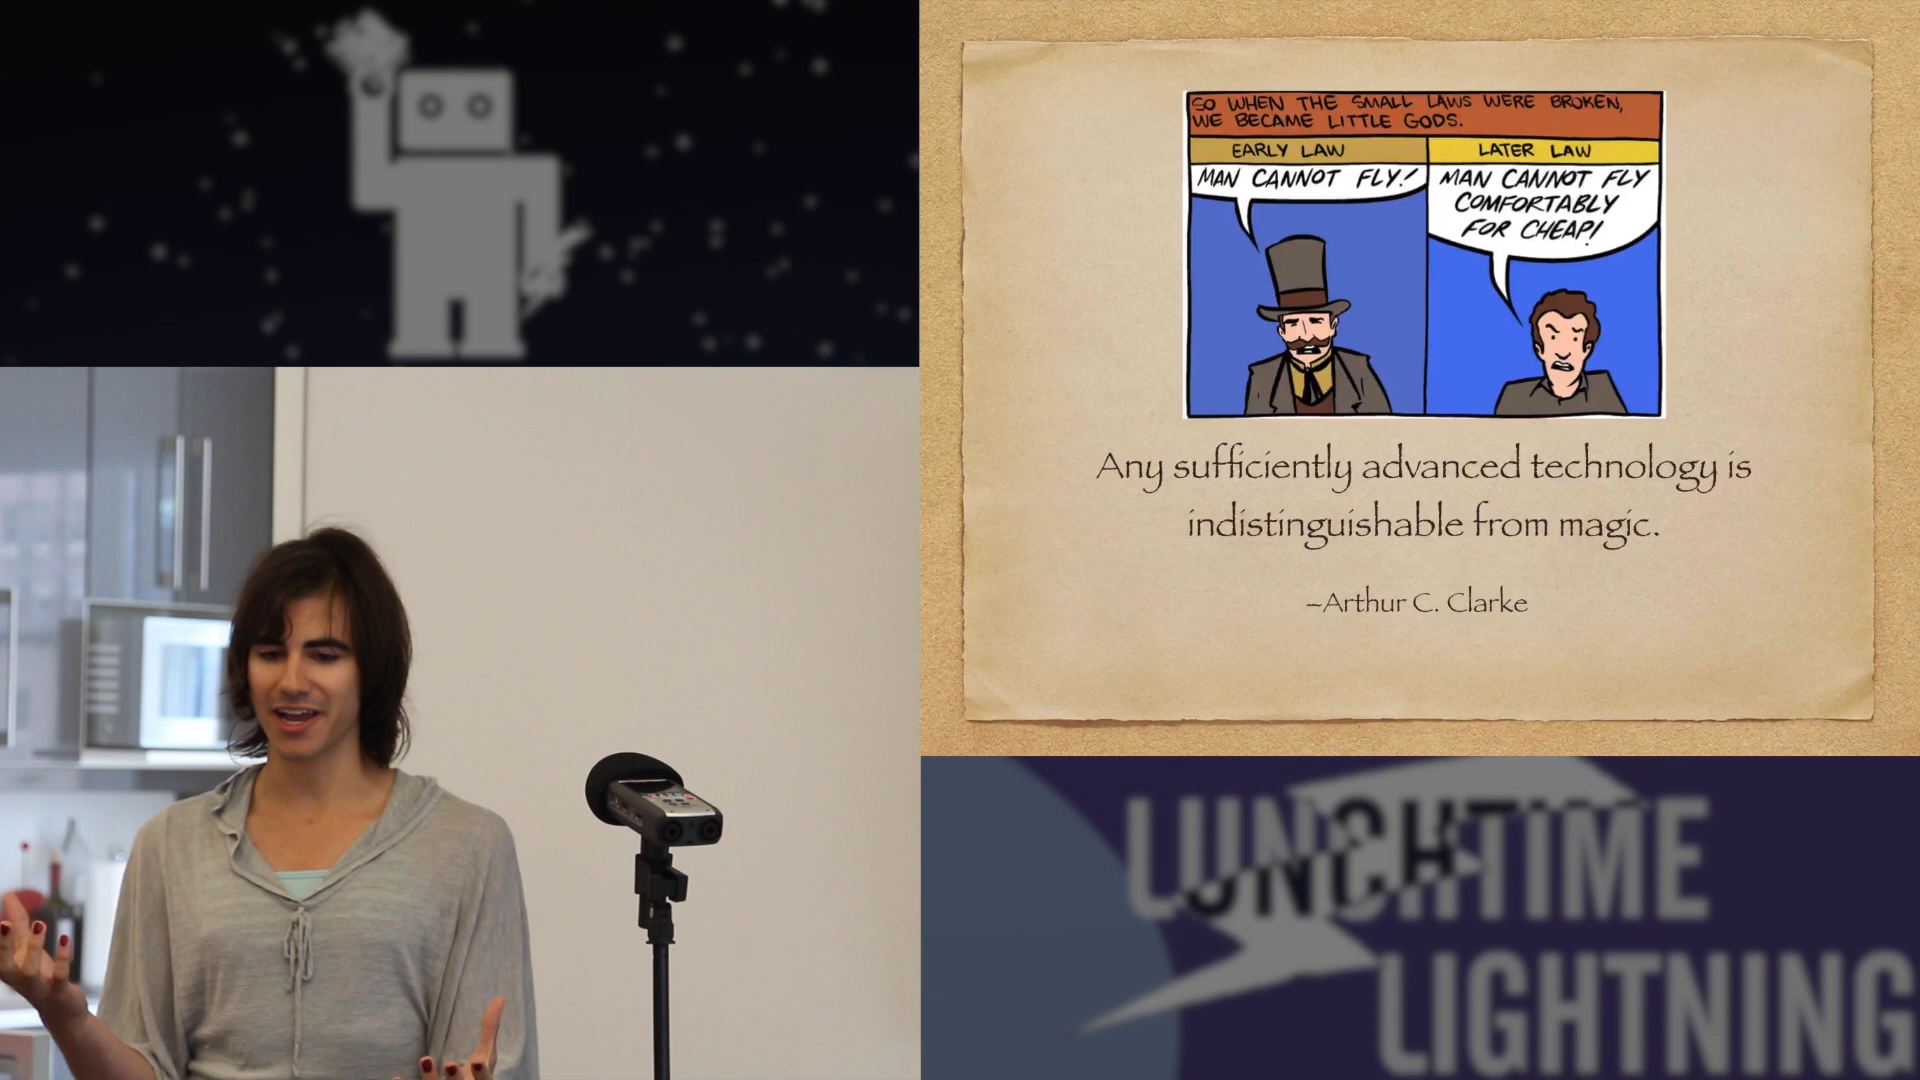 SO WHEN THE SMALL LAWS WERE BROKEN,
WE BECAME LITTLE GODS.
EARLY LAW
LATER LAW
MAN CANNOT FLY!
MAN CANNOT FLY
COMFORTABLY
FOR CHEAP!
Any sufficiently advanced technology is
indistinguishable from magic.
–Arthur C. Clarke
LUNCHTIME
LIGHTNING